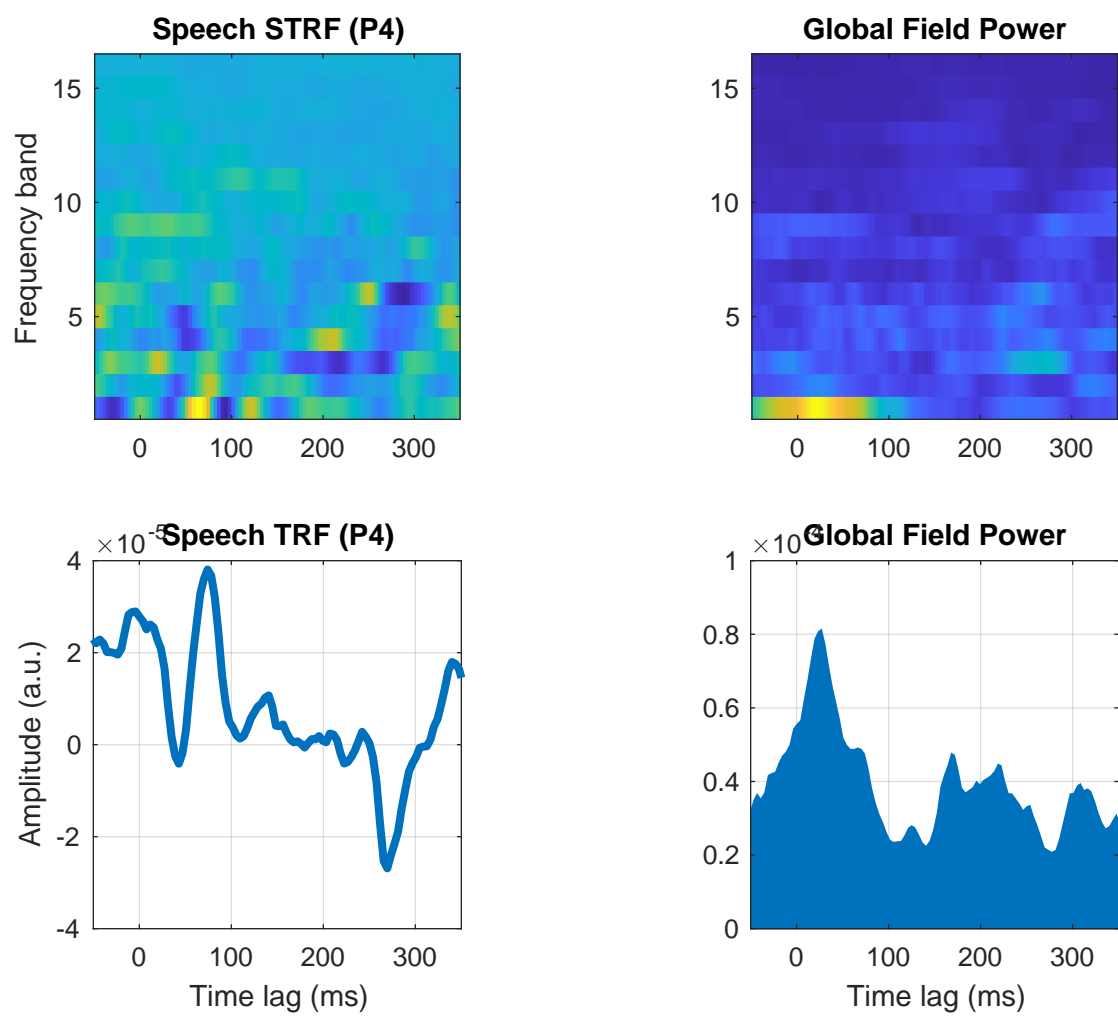 Speech STRF (P4)
Frequency band
15
10
5
0 100 200 300
Global Field Power
15
10
5
0 100 200 300
×10⁻⁵
Speech TRF (P4)
Amplitude (a.u.)
4
2
0
-2
-4
0 100 200 300
Time lag (ms)
×10⁻⁴
Global Field Power
1
0.8
0.6
0.4
0.2
0
0 100 200 300
Time lag (ms)